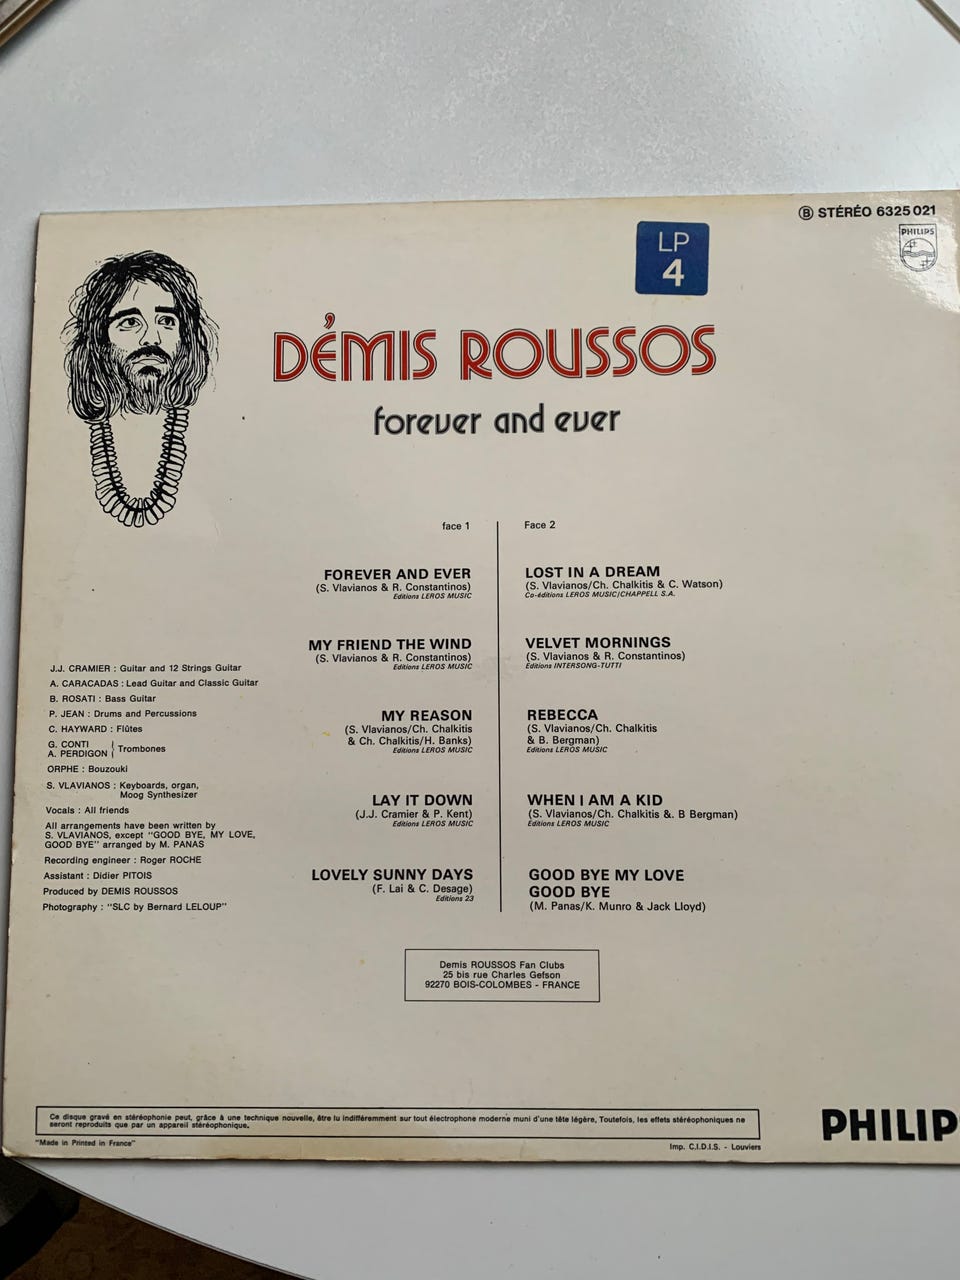 Ⓑ STÉRÉO 6325 021
PHILIPS
LP
4
DÉMIS ROUSSOS
forever and ever
face 1
FOREVER AND EVER
(S. Vlavianos & R. Constantinos)
Editions LEROS MUSIC
MY FRIEND THE WIND
(S. Vlavianos & R. Constantinos)
Editions LEROS MUSIC
MY REASON
(S. Vlavianos/Ch. Chalkitis
& Ch. Chalkitis/H. Banks)
Editions LEROS MUSIC
LAY IT DOWN
(J.J. Cramier & P. Kent)
Editions LEROS MUSIC
LOVELY SUNNY DAYS
(F. Lai & C. Desage)
Editions 23
Face 2
LOST IN A DREAM
(S. Vlavianos/Ch. Chalkitis & C. Watson)
Co-éditions LEROS MUSIC/CHAPPELL S.A.
VELVET MORNINGS
(S. Vlavianos & R. Constantinos)
Editions INTERSONG-TUTTI
REBECCA
(S. Vlavianos/Ch. Chalkitis
& B. Bergman)
Editions LEROS MUSIC
WHEN I AM A KID
(S. Vlavianos/Ch. Chalkitis &. B Bergman)
Editions LEROS MUSIC
GOOD BYE MY LOVE
GOOD BYE
(M. Panas/K. Munro & Jack Lloyd)
J.J. CRAMIER : Guitar and 12 Strings Guitar
A. CARACADAS : Lead Guitar and Classic Guitar
B. ROSATI : Bass Guitar
P. JEAN : Drums and Percussions
C. HAYWARD : Flûtes
G. CONTI
A. PERDIGON
Trombones
ORPHE : Bouzouki
S. VLAVIANOS : Keyboards, organ,
Moog Synthesizer
Vocals : All friends
All arrangements have been written by
S. VLAVIANOS, except "GOOD BYE, MY LOVE,
GOOD BYE" arranged by M. PANAS
Recording engineer : Roger ROCHE
Assistant : Didier PITOIS
Produced by DEMIS ROUSSOS
Photography : "SLC by Bernard LELOUP"
Demis ROUSSOS Fan Clubs
25 bis rue Charles Gefson
92270 BOIS-COLOMBES - FRANCE
Ce disque gravé en stéréophonie peut, grâce à une technique nouvelle, être lu indifféremment sur tout électrophone moderne muni d'une tête légère, Toutefois, les effets stéréophoniques ne
seront reproduits que par un appareil stéréophonique.
PHILIP
"Made in Printed in France"
Imp. C.I.D.I.S. - Louviers